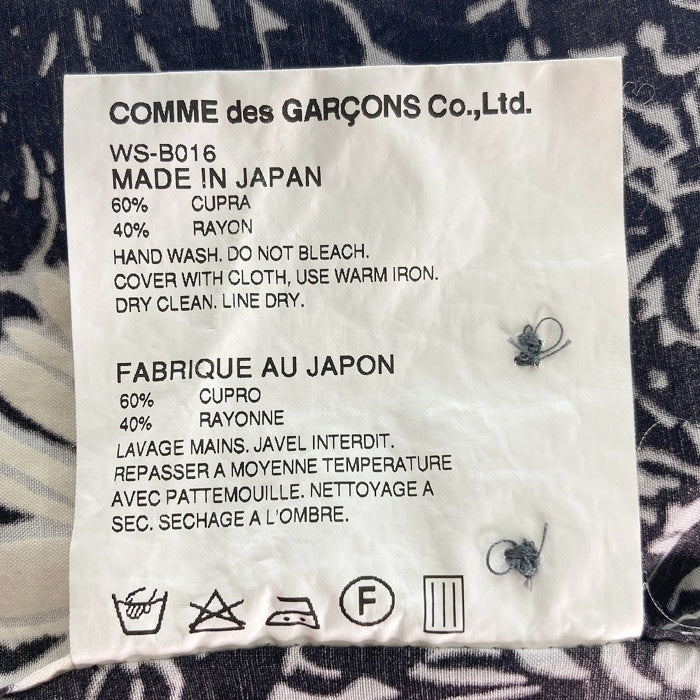 COMME des GARÇONS Co.,Ltd.
WS-B016
MADE IN JAPAN
60% CUPRA
40% RAYON
HAND WASH. DO NOT BLEACH.
COVER WITH CLOTH, USE WARM IRON.
DRY CLEAN. LINE DRY.
FABRIQUE AU JAPON
60% CUPRO
40% RAYONNE
LAVAGE MAINS. JAVEL INTERDIT.
REPASSER A MOYENNE TEMPERATURE
AVEC PATTEMOUILLE. NETTOYAGE A
SEC. SECHAGE A L'OMBRE.
F